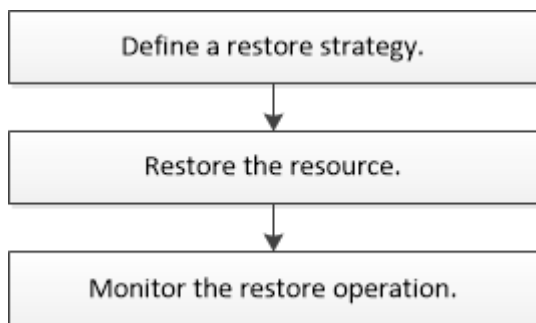 Define a restore strategy.
Restore the resource.
Monitor the restore operation.